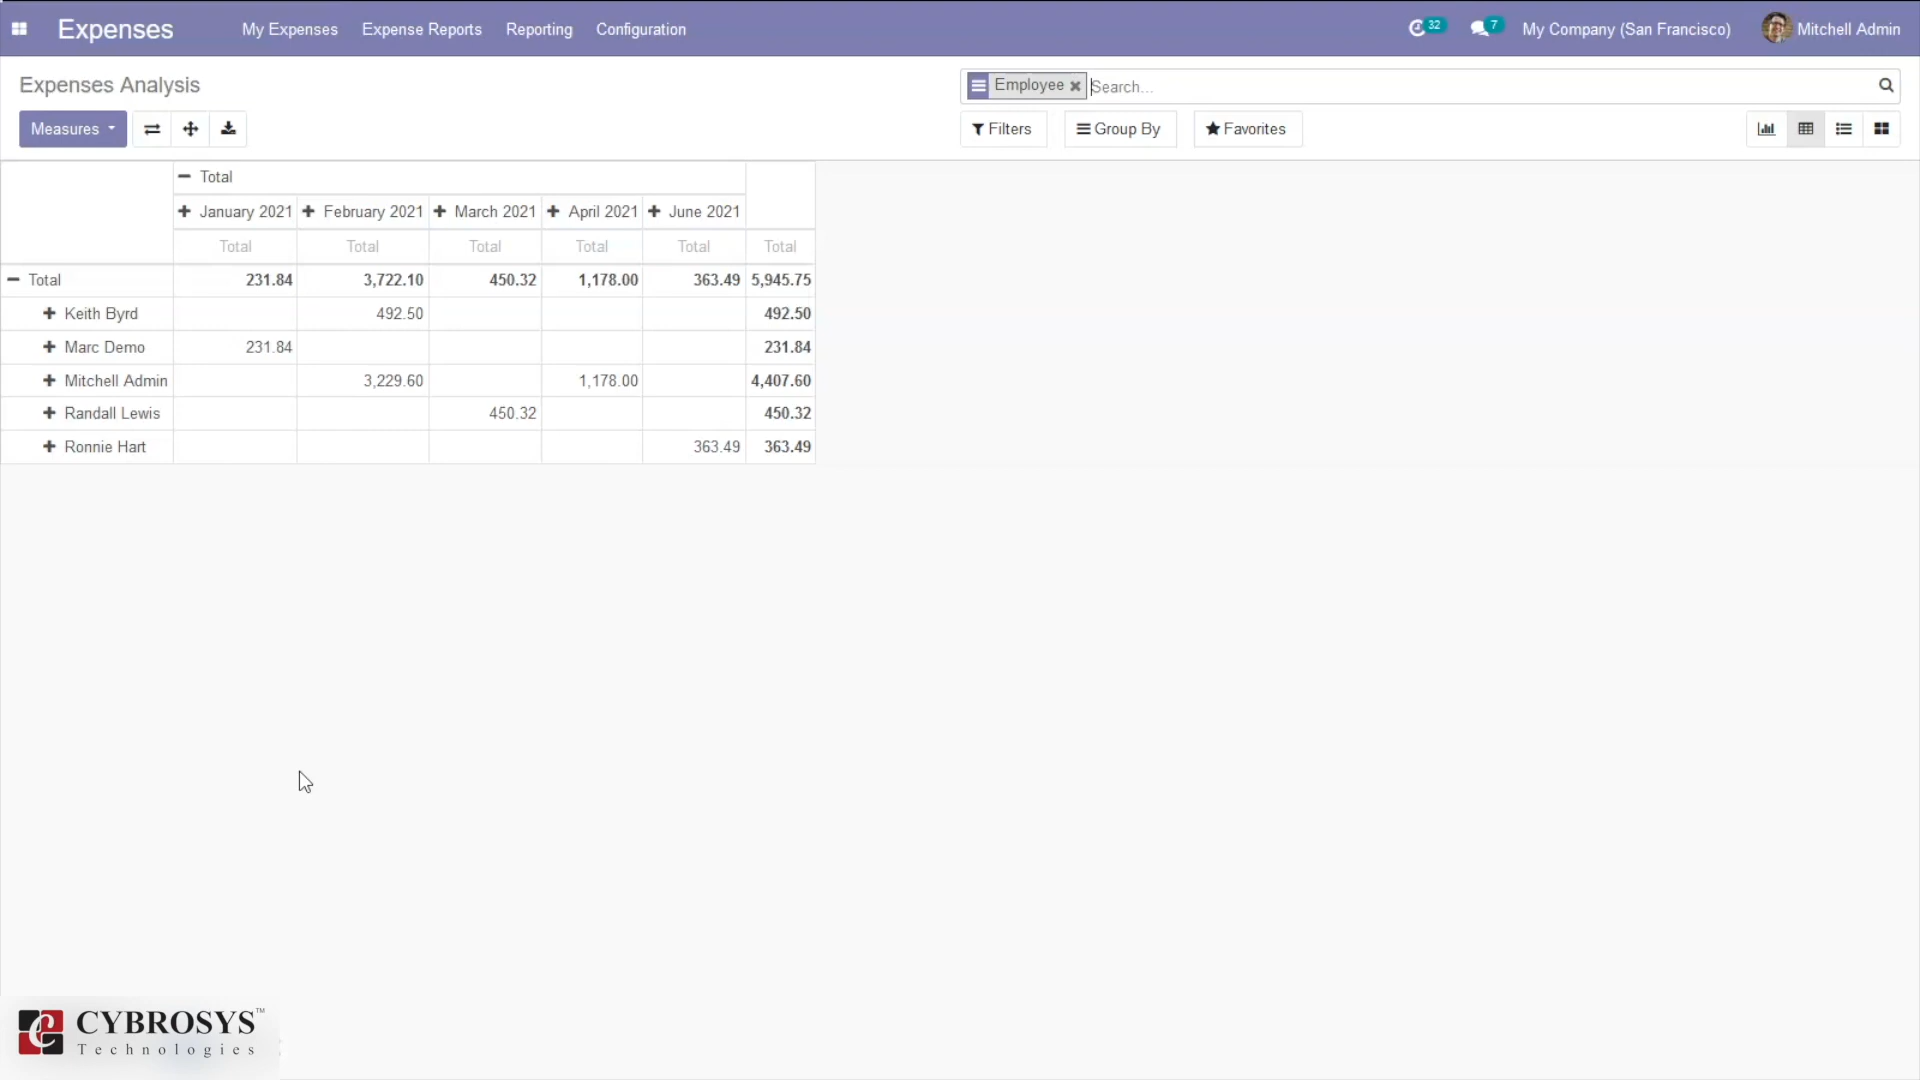 Expenses My Expenses Expense Reports Reporting Configuration 32 7 My Company (San Francisco) Mitchell Admin
Expenses Analysis Employee Search...
Measures Filters Group By Favorites
Total
January 2021 February 2021 March 2021 April 2021 June 2021
Total Total Total Total Total Total
Total 231.84 3,722.10 450.32 1,178.00 363.49 5,945.75
Keith Byrd 492.50 492.50
Marc Demo 231.84 231.84
Mitchell Admin 3,229.60 1,178.00 4,407.60
Randall Lewis 450.32 450.32
Ronnie Hart 363.49 363.49
CYBROSYS™
Technologies